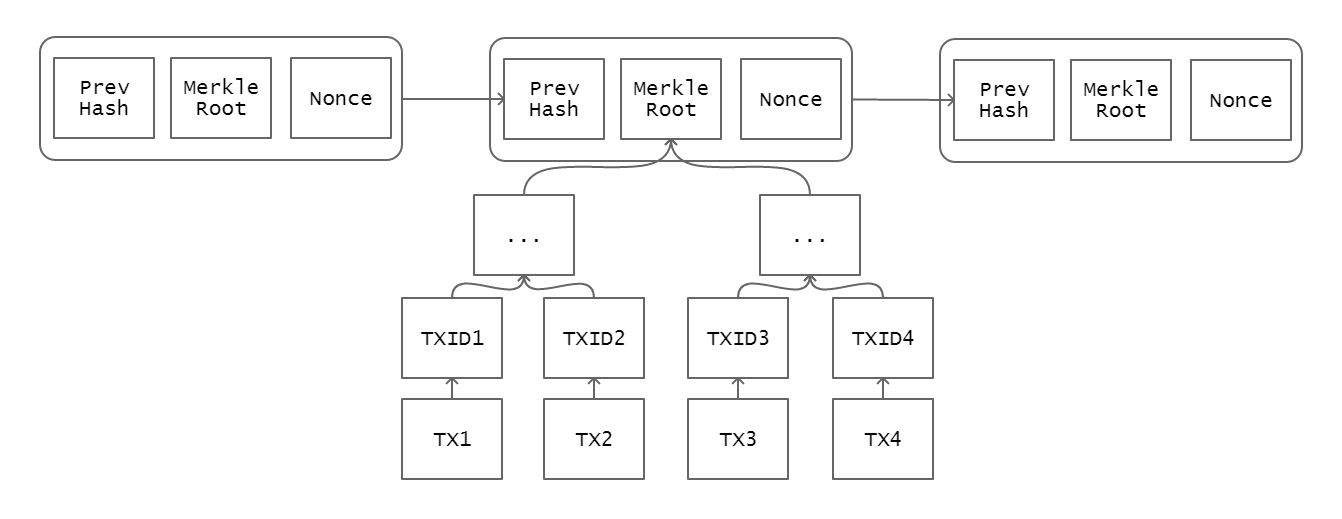 Prev
Hash
Merkle
Root
Nonce
Prev
Hash
Merkle
Root
Nonce
Prev
Hash
Merkle
Root
Nonce
...
...
TXID1
TXID2
TXID3
TXID4
TX1
TX2
TX3
TX4